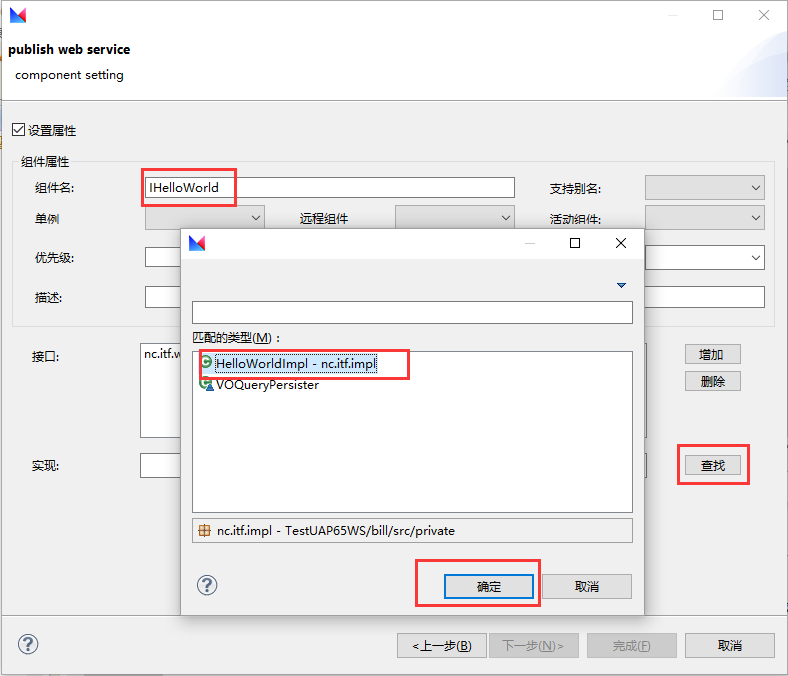 publish web service
component setting
设置属性
组件属性
组件名:
IHelloWorld
支持别名:
单例
远程组件
活动组件:
优先级:
描述:
匹配的类型(M) :
接口:
nc.itf.w
HelloWorldImpl - nc.itf.impl
VOQueryPersister
增加
删除
实现:
查找
nc.itf.impl - TestUAP65WS/bill/src/private
?
确定
取消
?
<上一步(B)
下一步(N)>
完成(F)
取消